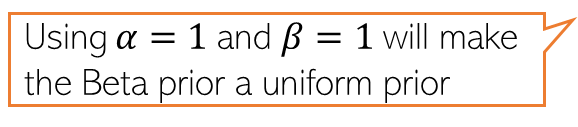 Using 𝛼 = 1 and 𝛽 = 1 will make
the Beta prior a uniform prior